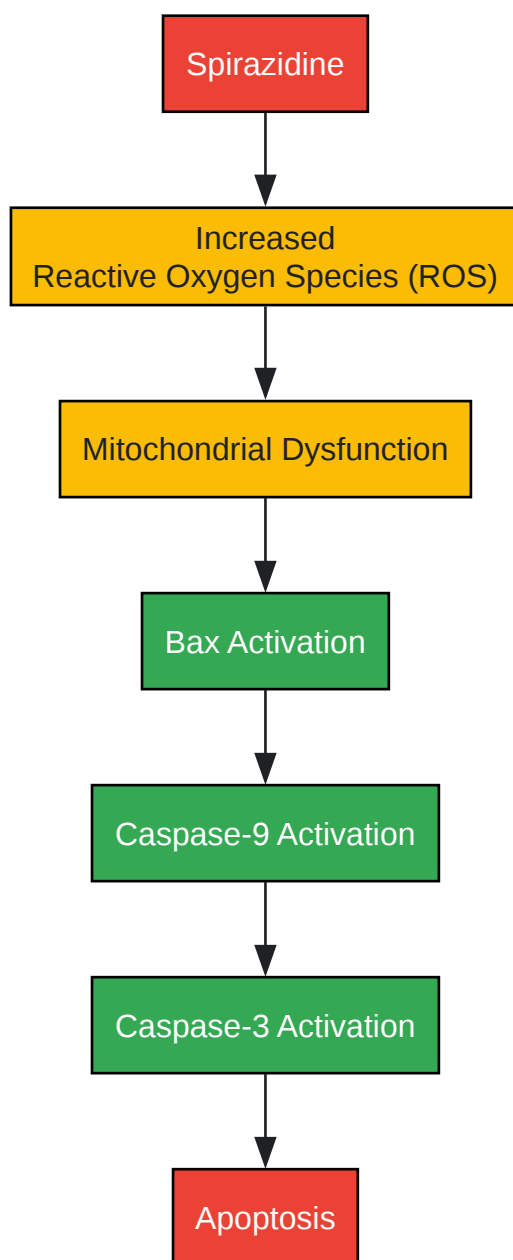 Spirazidine
Increased
Reactive Oxygen Species (ROS)
Mitochondrial Dysfunction
Bax Activation
Caspase-9 Activation
Caspase-3 Activation
Apoptosis